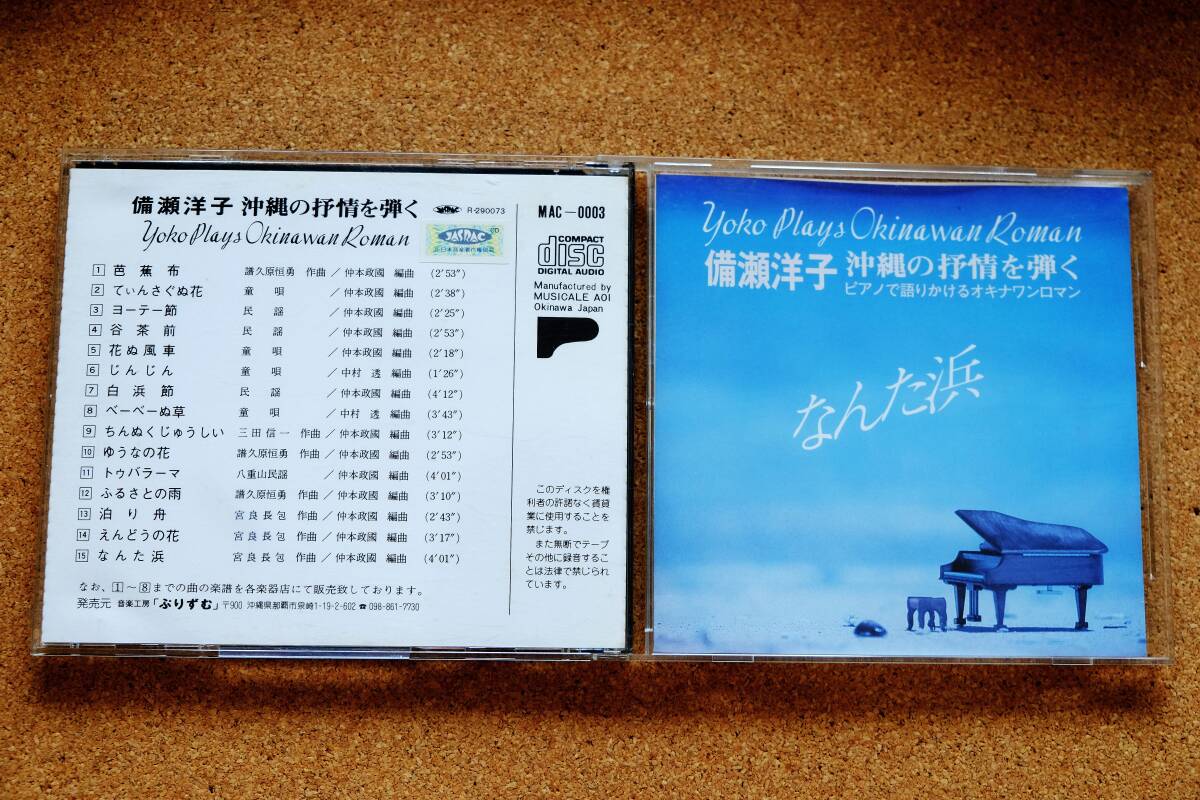 備瀬洋子 沖縄の抒情を弾く R-290073
Yoko Plays Okinawan Roman
JASRAC CD
1 芭蕉布 譜久原恒勇 作曲／仲本政國 編曲 (2′53″)
2 てぃんさぐぬ花 童唄 ／仲本政國 編曲 (2′38″)
3 ヨーテー節 民謡 ／仲本政國 編曲 (2′25″)
4 谷茶前 民謡 ／仲本政國 編曲 (2′53″)
5 花ぬ風車 童唄 ／仲本政國 編曲 (2′18″)
6 じんじん 童唄 ／中村透 編曲 (1′26″)
7 白浜節 民謡 ／仲本政國 編曲 (4′12″)
8 べーべーぬ草 童唄 ／中村透 編曲 (3′43″)
9 ちんぬくじゅうしい 三田信一 作曲／仲本政國 編曲 (3′12″)
10 ゆうなの花 譜久原恒勇 作曲／仲本政國 編曲 (2′53″)
11 トゥバラーマ 八重山民謡 ／仲本政國 編曲 (4′01″)
12 ふるさとの雨 譜久原恒勇 作曲／仲本政國 編曲 (3′10″)
13 泊り舟 宮良長包 作曲／仲本政國 編曲 (2′43″)
14 えんどうの花 宮良長包 作曲／仲本政國 編曲 (3′17″)
15 なんた浜 宮良長包 作曲／仲本政國 編曲 (4′01″)
なお、1〜8までの曲の楽譜を各楽器店にて販売致しております。
発売元 音楽工房「ぷりずむ」〒900 沖縄県那覇市泉崎1-19-2-602 ☎098-861-7730
MAC-0003
COMPACT
disc
DIGITAL AUDIO
Manufactured by
MUSICALE AOI
Okinawa Japan
このディスクを権
利者の許諾なく賃貸
業に使用することを
禁じます。
また無断でテープ
その他に録音するこ
とは法律で禁じられ
ています。
Yoko Plays Okinawan Roman
備瀬洋子 沖縄の抒情を弾く
ピアノで語りかけるオキナワンロマン
なんた浜